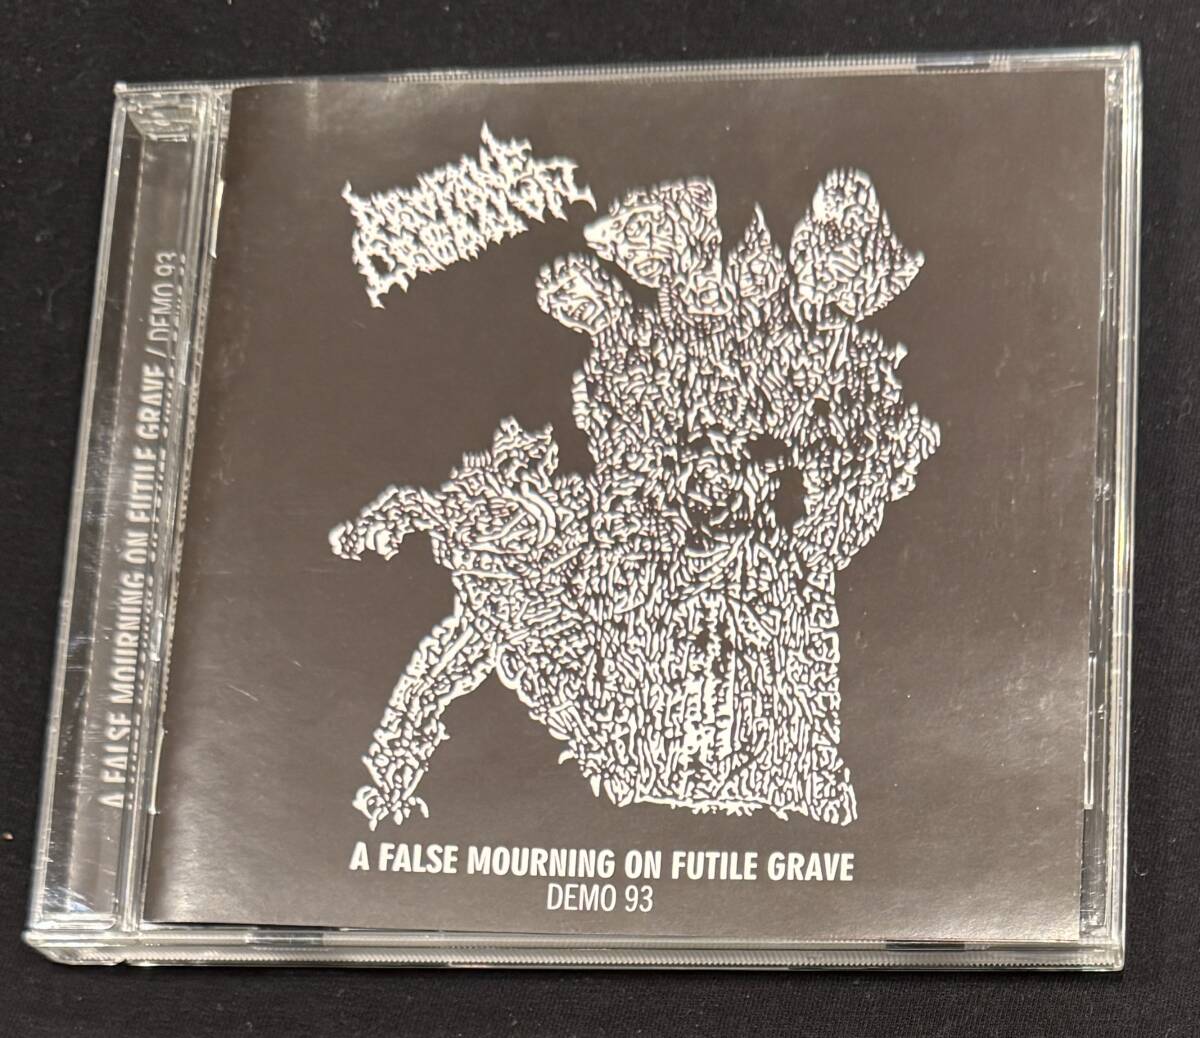 A FALSE MOURNING ON FUTILE GRAVE
DEMO 93
A FALSE MOURNING ON FUTILE GRAVE / DEMO 93